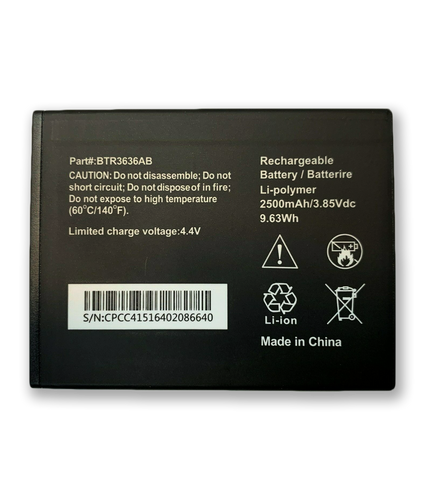 Part#:BTR3636AB
CAUTION: Do not disassemble; Do not
short circuit; Do not dispose of in fire;
Do not expose to high temperature
(60°C/140°F)
Limited charge voltage:4.4V
S/N:CPCC41516402086640
Rechargeable
Battery / Batterire
Li-polymer
2500mAh/3.85Vdc
9.63Wh
Li-ion
Made in China